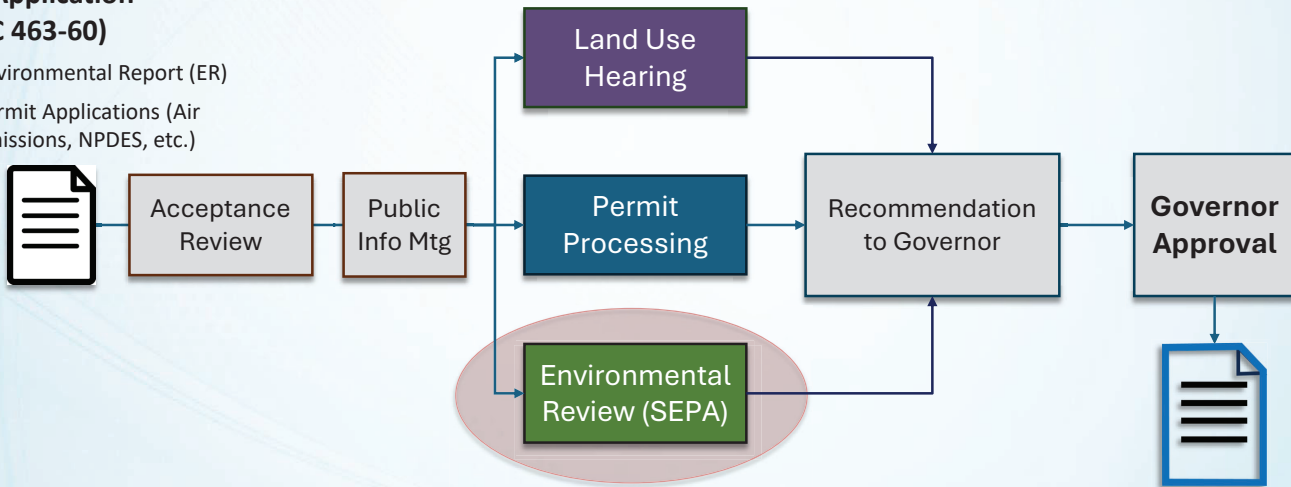 Application
C 463-60)
vironmental Report (ER)
rmit Applications (Air
issions, NPDES, etc.)
Acceptance
Review
Public
Info Mtg
Land Use
Hearing
Permit
Processing
Environmental
Review (SEPA)
Recommendation
to Governor
Governor
Approval